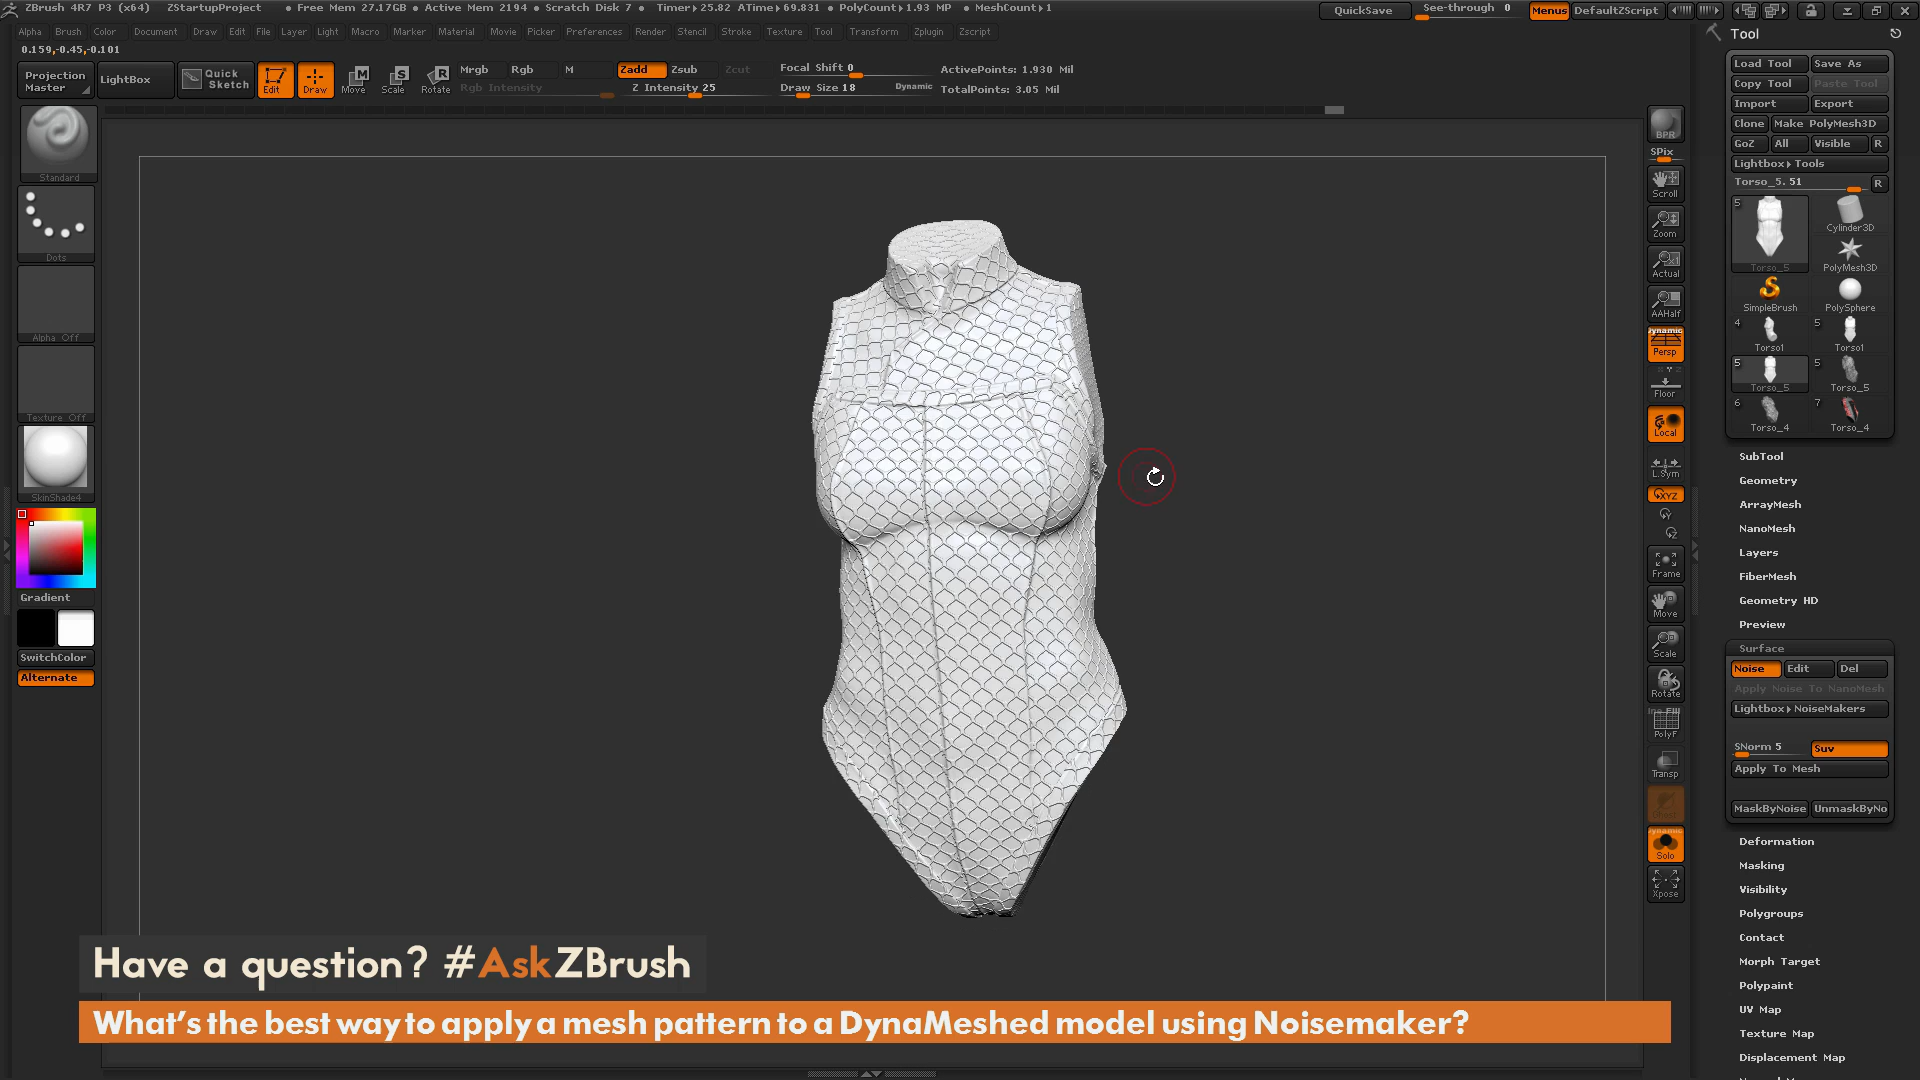 ZBrush 4R7 P3 (x64) ZStartupProject • Free Mem 27.17GB • Active Mem 2194 • Scratch Disk 7 • Timer▸25.82 ATime▸69.831 • PolyCount▸1.93 MP • MeshCount▸1 QuickSave See-through 0 Menus DefaultZScript
Alpha Brush Color Document Draw Edit File Layer Light Macro Marker Material Movie Picker Preferences Render Stencil Stroke Texture Tool Transform Zplugin Zscript
0.159,-0.45,-0.101
Projection Master
LightBox
Quick Sketch
Edit
Draw
Move
Scale
Rotate
Mrgb Rgb M
Rgb Intensity
Zadd Zsub Zcut
Z Intensity 25
Focal Shift 0
Draw Size 18 Dynamic
ActivePoints: 1.930 Mil
TotalPoints: 3.05 Mil
Standard
Dots
Alpha Off
Texture Off
SkinShade4
Gradient
SwitchColor
Alternate
BPR
SPix
Scroll
Zoom
Actual
AAHalf
Dynamic
Persp
Floor
Local
L.Sym
XYZ
Frame
Move
Scale
Rotate
PolyF
Transp
Dynamic
Solo
Xpose
Tool
Load Tool Save As
Copy Tool Paste Tool
Import Export
Clone Make PolyMesh3D
GoZ All Visible R
Lightbox▸Tools
Torso_5. 51 R
5
Torso_5
Cylinder3D
PolyMesh3D
SimpleBrush PolySphere
4 5
Torso1 Torso1
5 5
Torso_5 Torso_5
6 7
Torso_4 Torso_4
SubTool
Geometry
ArrayMesh
NanoMesh
Layers
FiberMesh
Geometry HD
Preview
Surface
Noise Edit Del
Apply Noise To NanoMesh
Lightbox▸NoiseMakers
SNorm 5 Suv
Apply To Mesh
MaskByNoise UnmaskByNo
Deformation
Masking
Visibility
Polygroups
Contact
Morph Target
Polypaint
UV Map
Texture Map
Displacement Map
Have a question? #AskZBrush
What's the best way to apply a mesh pattern to a DynaMeshed model using Noisemaker?